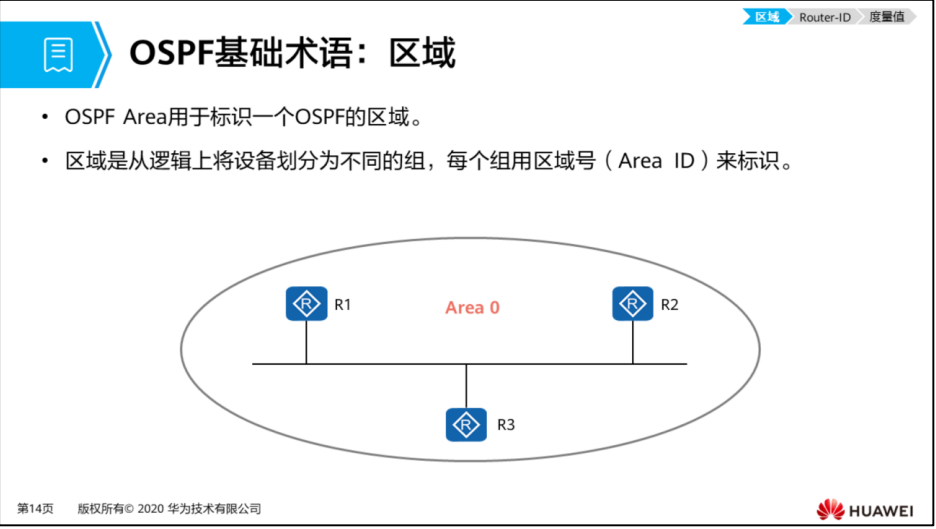 区域 Router-ID 度量值
OSPF基础术语：区域
• OSPF Area用于标识一个OSPF的区域。
• 区域是从逻辑上将设备划分为不同的组，每个组用区域号（Area ID）来标识。
R R1 Area 0 R R2
R R3
第14页 版权所有© 2020 华为技术有限公司 HUAWEI